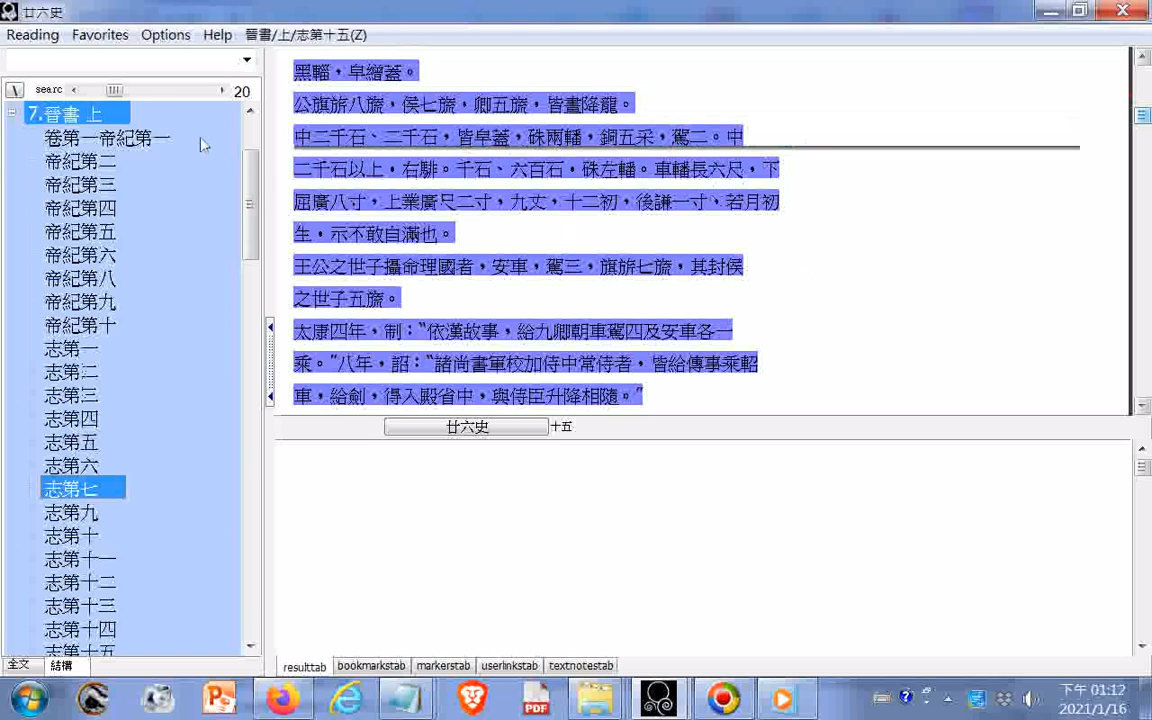 廿六史
Reading Favorites Options Help 晉書/上/志第十五(Z)
searc 20
7.晉書 上
卷第一帝紀第一
帝紀第二
帝紀第三
帝紀第四
帝紀第五
帝紀第六
帝紀第八
帝紀第九
帝紀第十
志第一
志第二
志第三
志第四
志第五
志第六
志第七
志第九
志第十
志第十一
志第十二
志第十三
志第十四
志第十五
全文 結構
黑轓，皁繒蓋。
公旗旂八旒，侯七旒，卿五旒，皆畫降龍。
中二千石、二千石，皆皁蓋，硃兩轓，銅五采，駕二。中
二千石以上，右騑。千石、六百石，硃左轓。車轓長六尺，下
屈廣八寸，上業廣尺二寸，九丈，十二初，後謙一寸，若月初
生，示不敢自滿也。
王公之世子攝命理國者，安車，駕三，旗旂七旒，其封侯
之世子五旒。
太康四年，制：“依漢故事，給九卿朝車駕四及安車各一
乘。”八年，詔：“諸尚書軍校加侍中常侍者，皆給傳事乘軺
車，給劍，得入殿省中，與侍臣升降相隨。”
廿六史 十五
resulttab bookmarkstab markerstab userlinkstab textnotestab
PDF
下午 01:12
2021/1/16